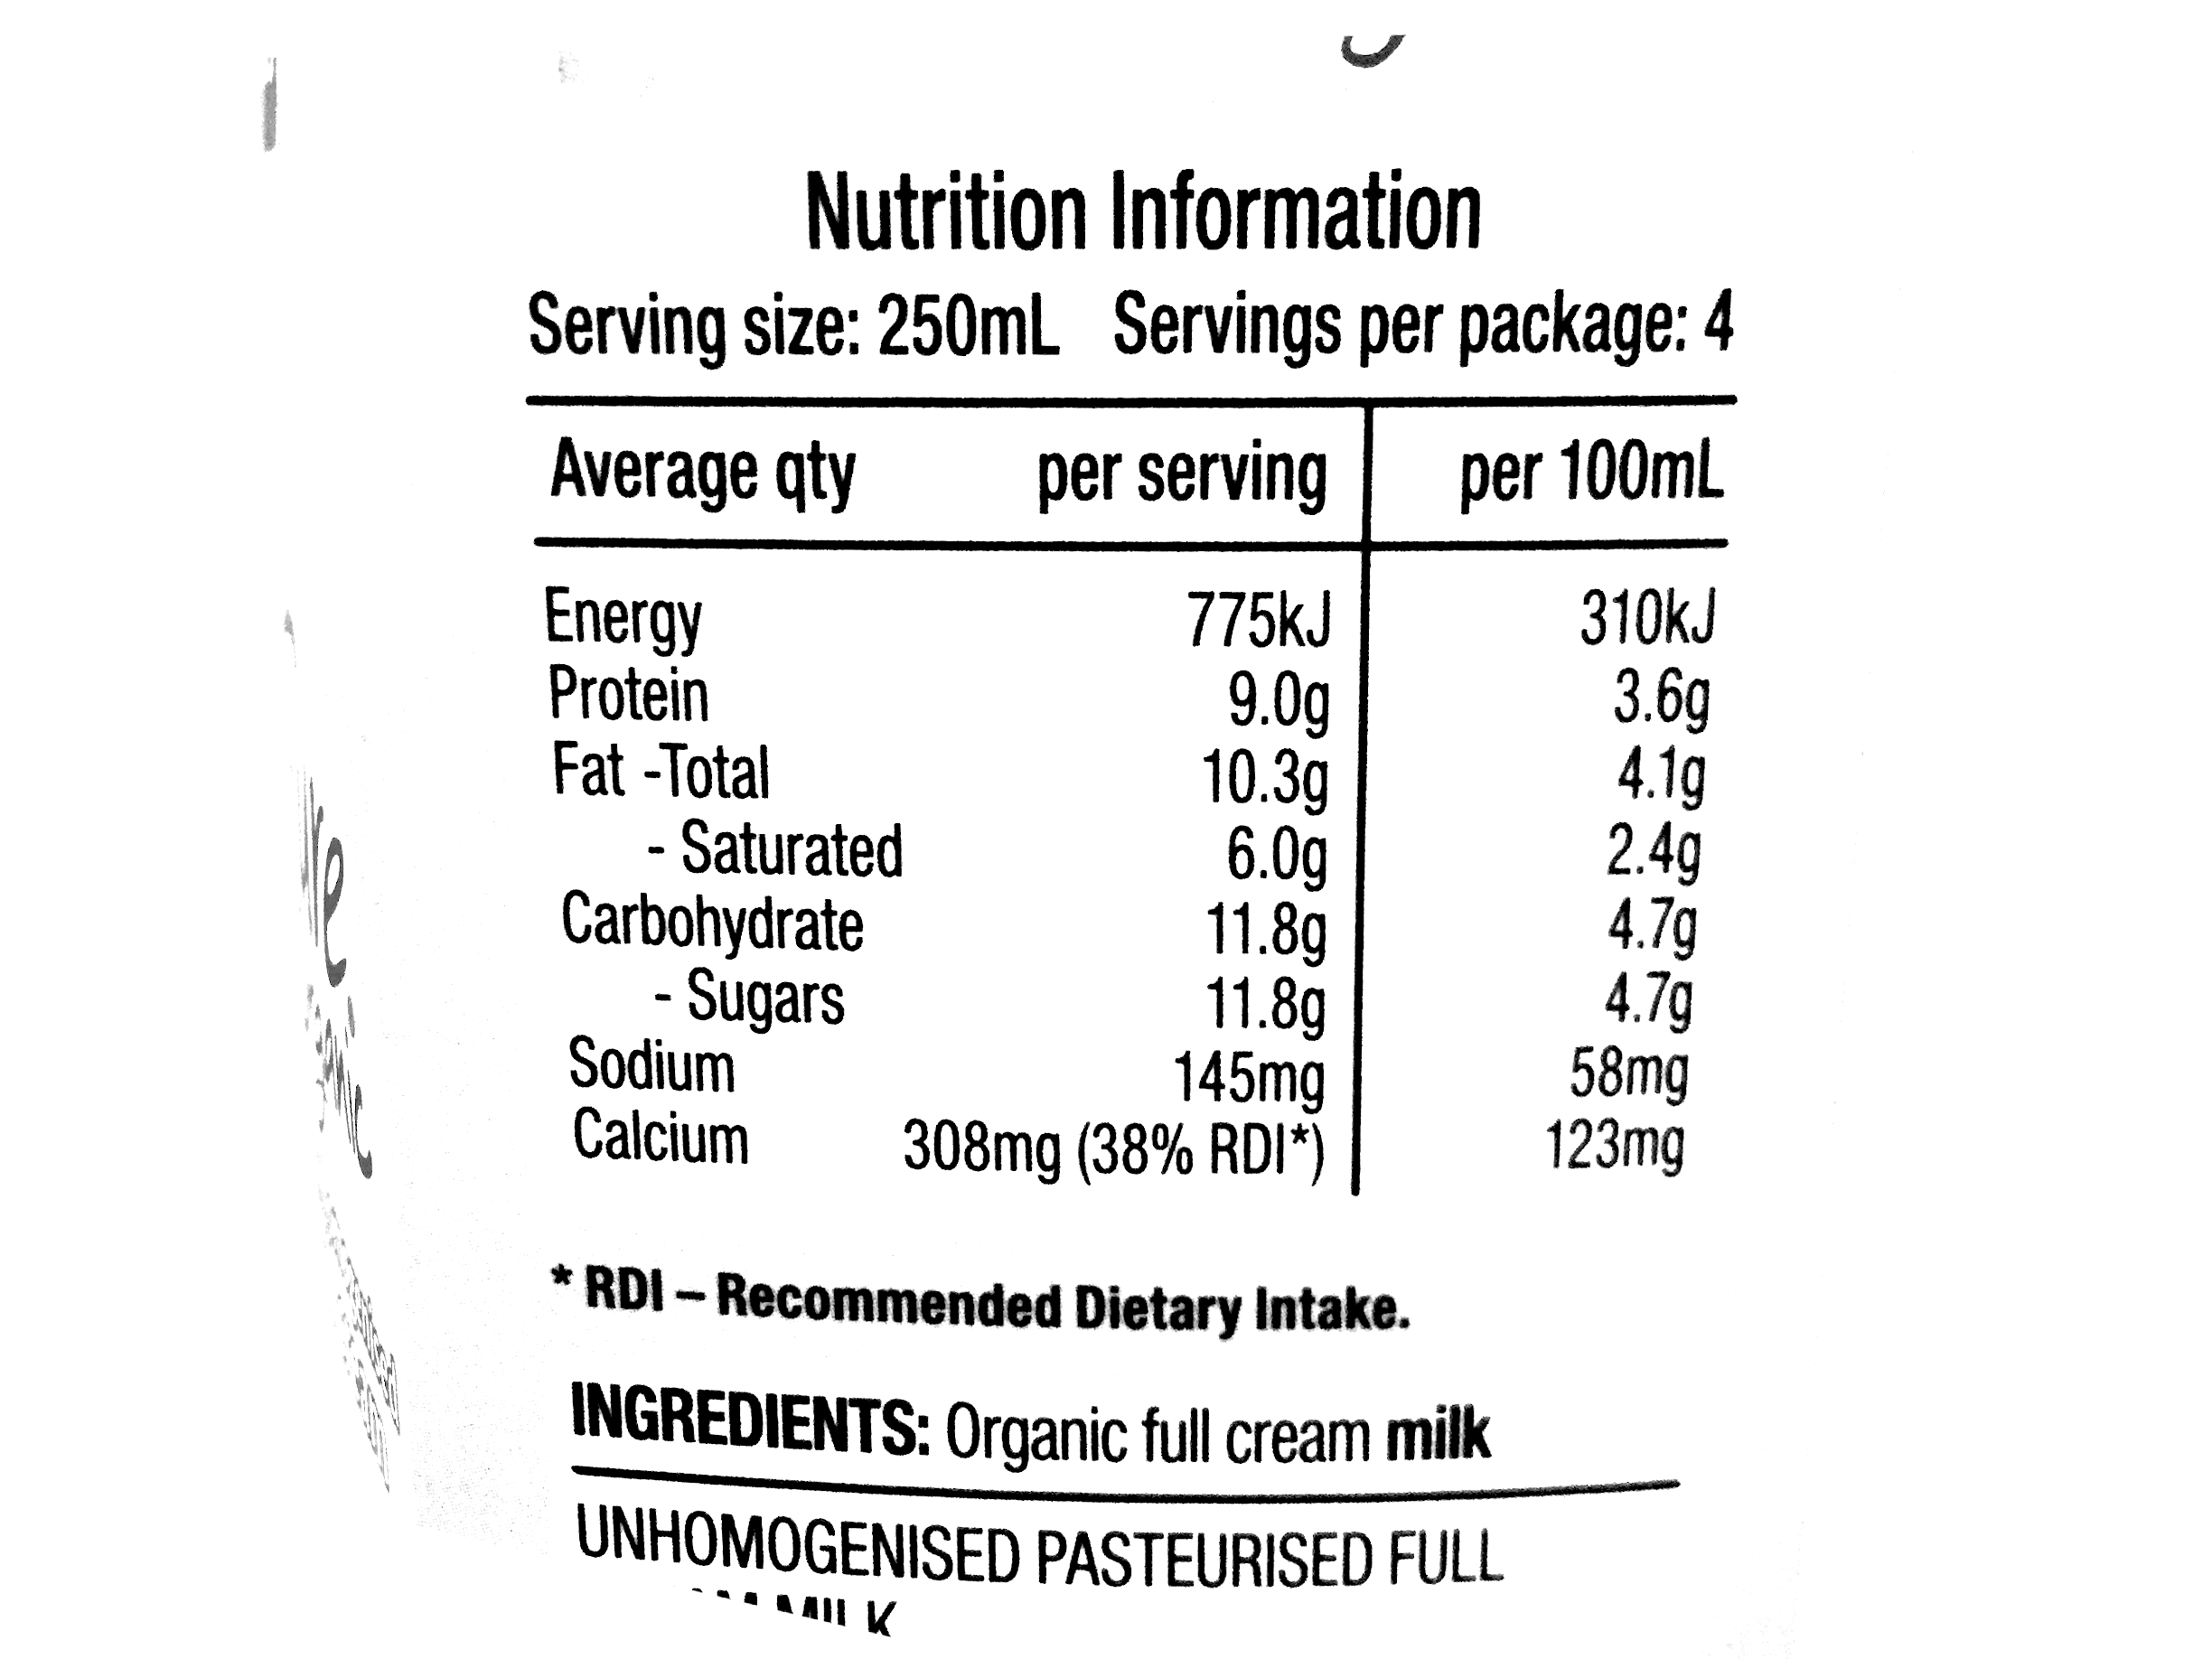 Nutrition Information
Serving size: 250mL Servings per package: 4
Average qty per serving per 100mL
Energy 775kJ 310kJ
Protein 9.0g 3.6g
Fat -Total 10.3g 4.1g
- Saturated 6.0g 2.4g
Carbohydrate 11.8g 4.7g
- Sugars 11.8g 4.7g
Sodium 145mg 58mg
Calcium 308mg (38% RDI*) 123mg
* RDI – Recommended Dietary Intake.
INGREDIENTS: Organic full cream milk
UNHOMOGENISED PASTEURISED FULL
MILK